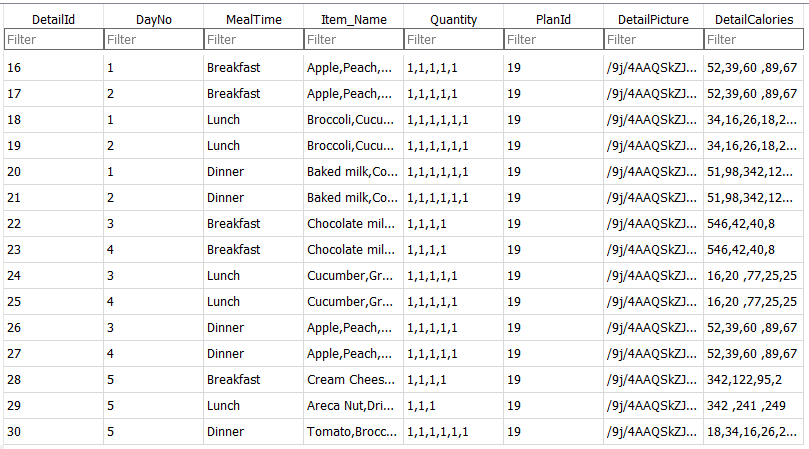 DetailId DayNo MealTime Item_Name Quantity PlanId DetailPicture DetailCalories
Filter Filter Filter Filter Filter Filter Filter Filter
16 1 Breakfast Apple,Peach,... 1,1,1,1,1 19 /9j/4AAQSkZJ... 52,39,60 ,89,67
17 2 Breakfast Apple,Peach,... 1,1,1,1,1 19 /9j/4AAQSkZJ... 52,39,60 ,89,67
18 1 Lunch Broccoli,Cucu... 1,1,1,1,1,1 19 /9j/4AAQSkZJ... 34,16,26,18,2...
19 2 Lunch Broccoli,Cucu... 1,1,1,1,1,1 19 /9j/4AAQSkZJ... 34,16,26,18,2...
20 1 Dinner Baked milk,Co... 1,1,1,1,1,1 19 /9j/4AAQSkZJ... 51,98,342,12...
21 2 Dinner Baked milk,Co... 1,1,1,1,1,1 19 /9j/4AAQSkZJ... 51,98,342,12...
22 3 Breakfast Chocolate mil... 1,1,1,1 19 /9j/4AAQSkZJ... 546,42,40,8
23 4 Breakfast Chocolate mil... 1,1,1,1 19 /9j/4AAQSkZJ... 546,42,40,8
24 3 Lunch Cucumber,Gr... 1,1,1,1,1 19 /9j/4AAQSkZJ... 16,20 ,77,25,25
25 4 Lunch Cucumber,Gr... 1,1,1,1,1 19 /9j/4AAQSkZJ... 16,20 ,77,25,25
26 3 Dinner Apple,Peach,... 1,1,1,1,1 19 /9j/4AAQSkZJ... 52,39,60 ,89,67
27 4 Dinner Apple,Peach,... 1,1,1,1,1 19 /9j/4AAQSkZJ... 52,39,60 ,89,67
28 5 Breakfast Cream Chees... 1,1,1,1 19 /9j/4AAQSkZJ... 342,122,95,2
29 5 Lunch Areca Nut,Dri... 1,1,1 19 /9j/4AAQSkZJ... 342 ,241 ,249
30 5 Dinner Tomato,Brocc... 1,1,1,1,1,1 19 /9j/4AAQSkZJ... 18,34,16,26,2...